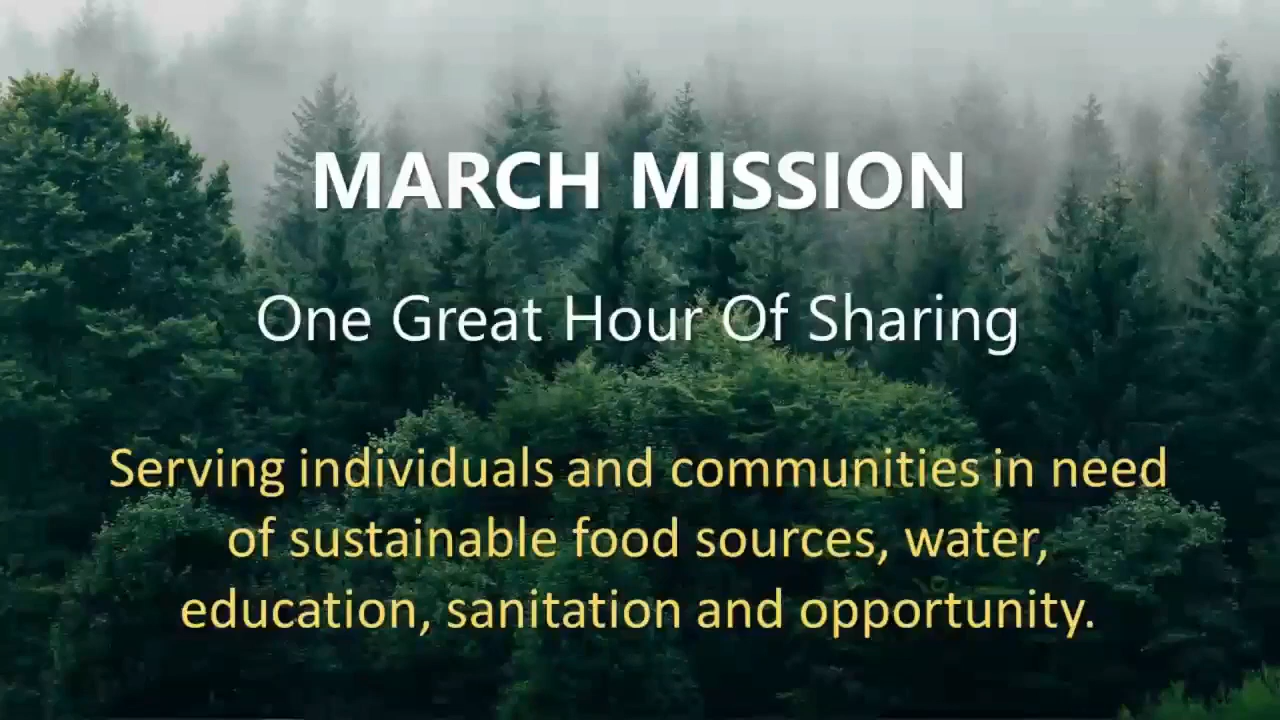 MARCH MISSION
One Great Hour Of Sharing
Serving individuals and communities in need
of sustainable food sources, water,
education, sanitation and opportunity.